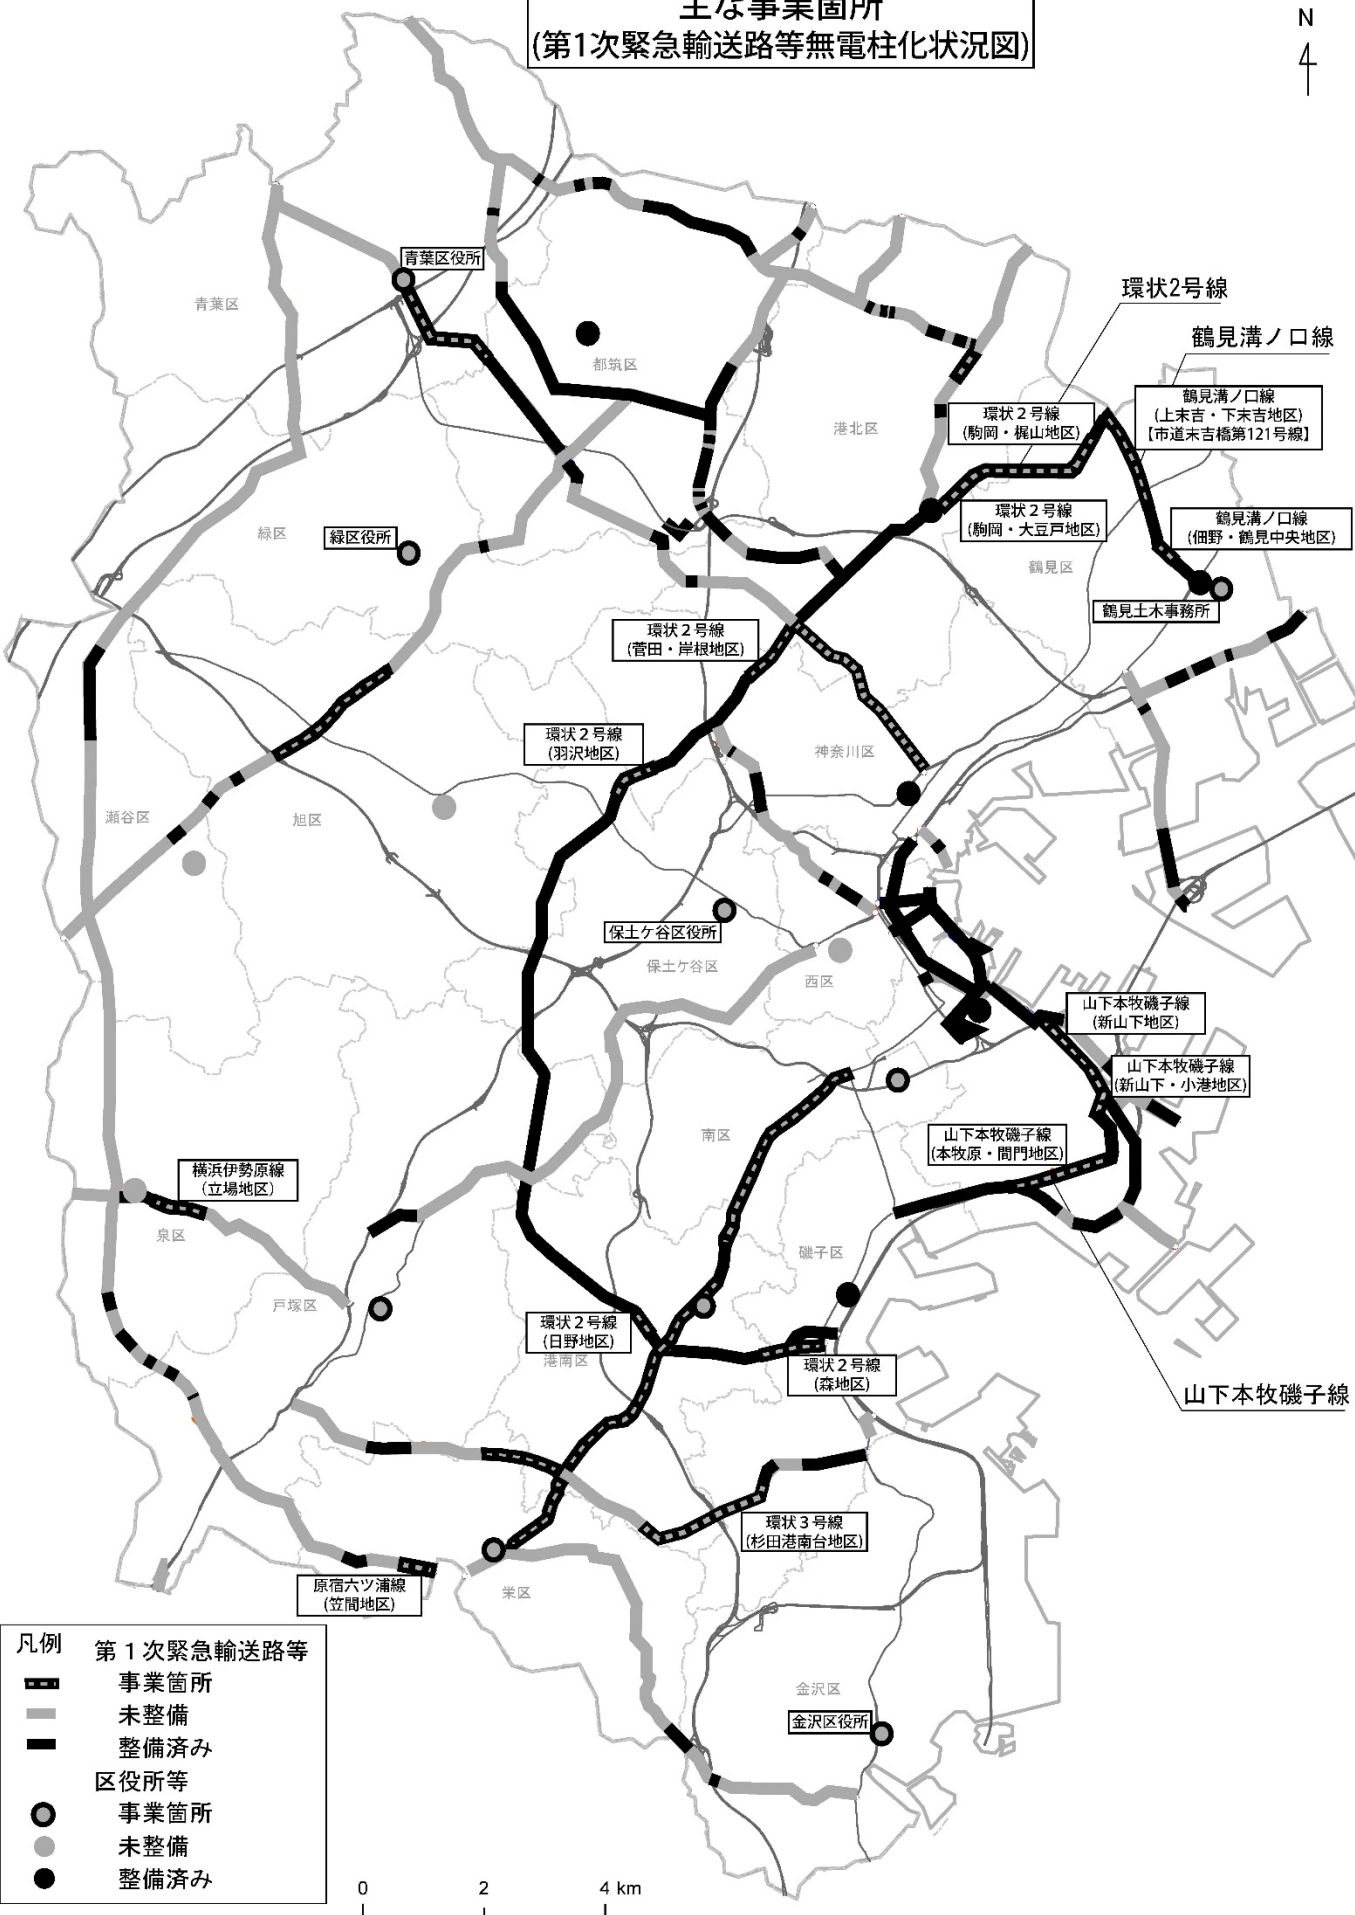 主な事業箇所
(第1次緊急輸送路等無電柱化状況図)
N
青葉区役所
青葉区
都筑区
環状2号線
鶴見溝ノ口線
鶴見溝ノ口線
(上末吉・下末吉地区)
【市道末吉橋第121号線】
環状２号線
(駒岡・梶山地区)
港北区
環状２号線
(駒岡・大豆戸地区)
鶴見溝ノ口線
(佃野・鶴見中央地区)
緑区
緑区役所
鶴見区
鶴見土木事務所
環状２号線
(菅田・岸根地区)
環状２号線
(羽沢地区)
神奈川区
瀬谷区
旭区
保土ケ谷区役所
保土ケ谷区
西区
山下本牧磯子線
(新山下地区)
山下本牧磯子線
(新山下・小港地区)
南区
山下本牧磯子線
(本牧原・間門地区)
横浜伊勢原線
(立場地区)
泉区
磯子区
戸塚区
環状２号線
(日野地区)
港南区
環状２号線
(森地区)
山下本牧磯子線
環状３号線
(杉田港南台地区)
原宿六ツ浦線
(笠間地区)
栄区
金沢区
金沢区役所
凡例
第１次緊急輸送路等
事業箇所
未整備
整備済み
区役所等
事業箇所
未整備
整備済み
0 2 4 km